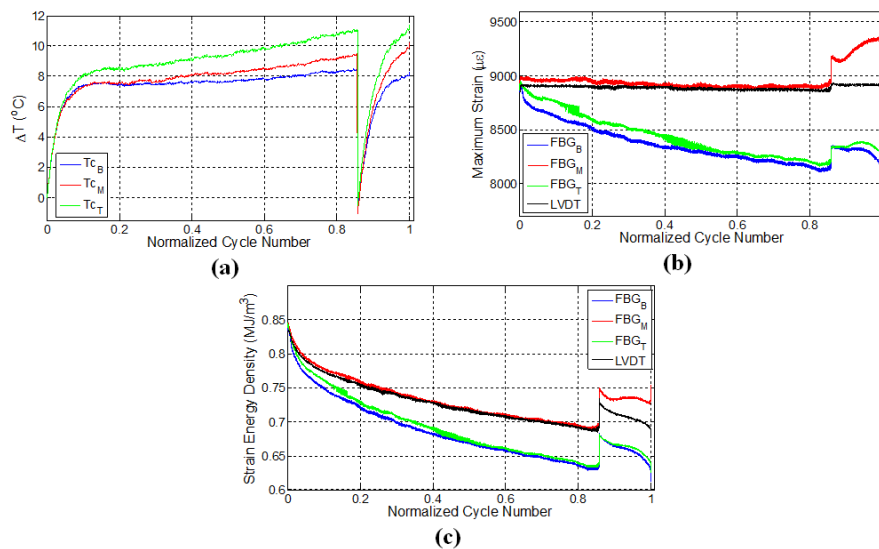 12
10
8
6
4
2
0
ΔT (⁰C)
Tc_B
Tc_M
Tc_T
0 0.2 0.4 0.6 0.8 1
Normalized Cycle Number
(a)
9500
9000
8500
8000
Maximum Strain (με)
FBG_B
FBG_M
FBG_T
LVDT
0 0.2 0.4 0.6 0.8
Normalized Cycle Number
(b)
0.85
0.8
0.75
0.7
0.65
0.6
Strain Energy Density (MJ/m³)
FBG_B
FBG_M
FBG_T
LVDT
0 0.2 0.4 0.6 0.8 1
Normalized Cycle Number
(c)